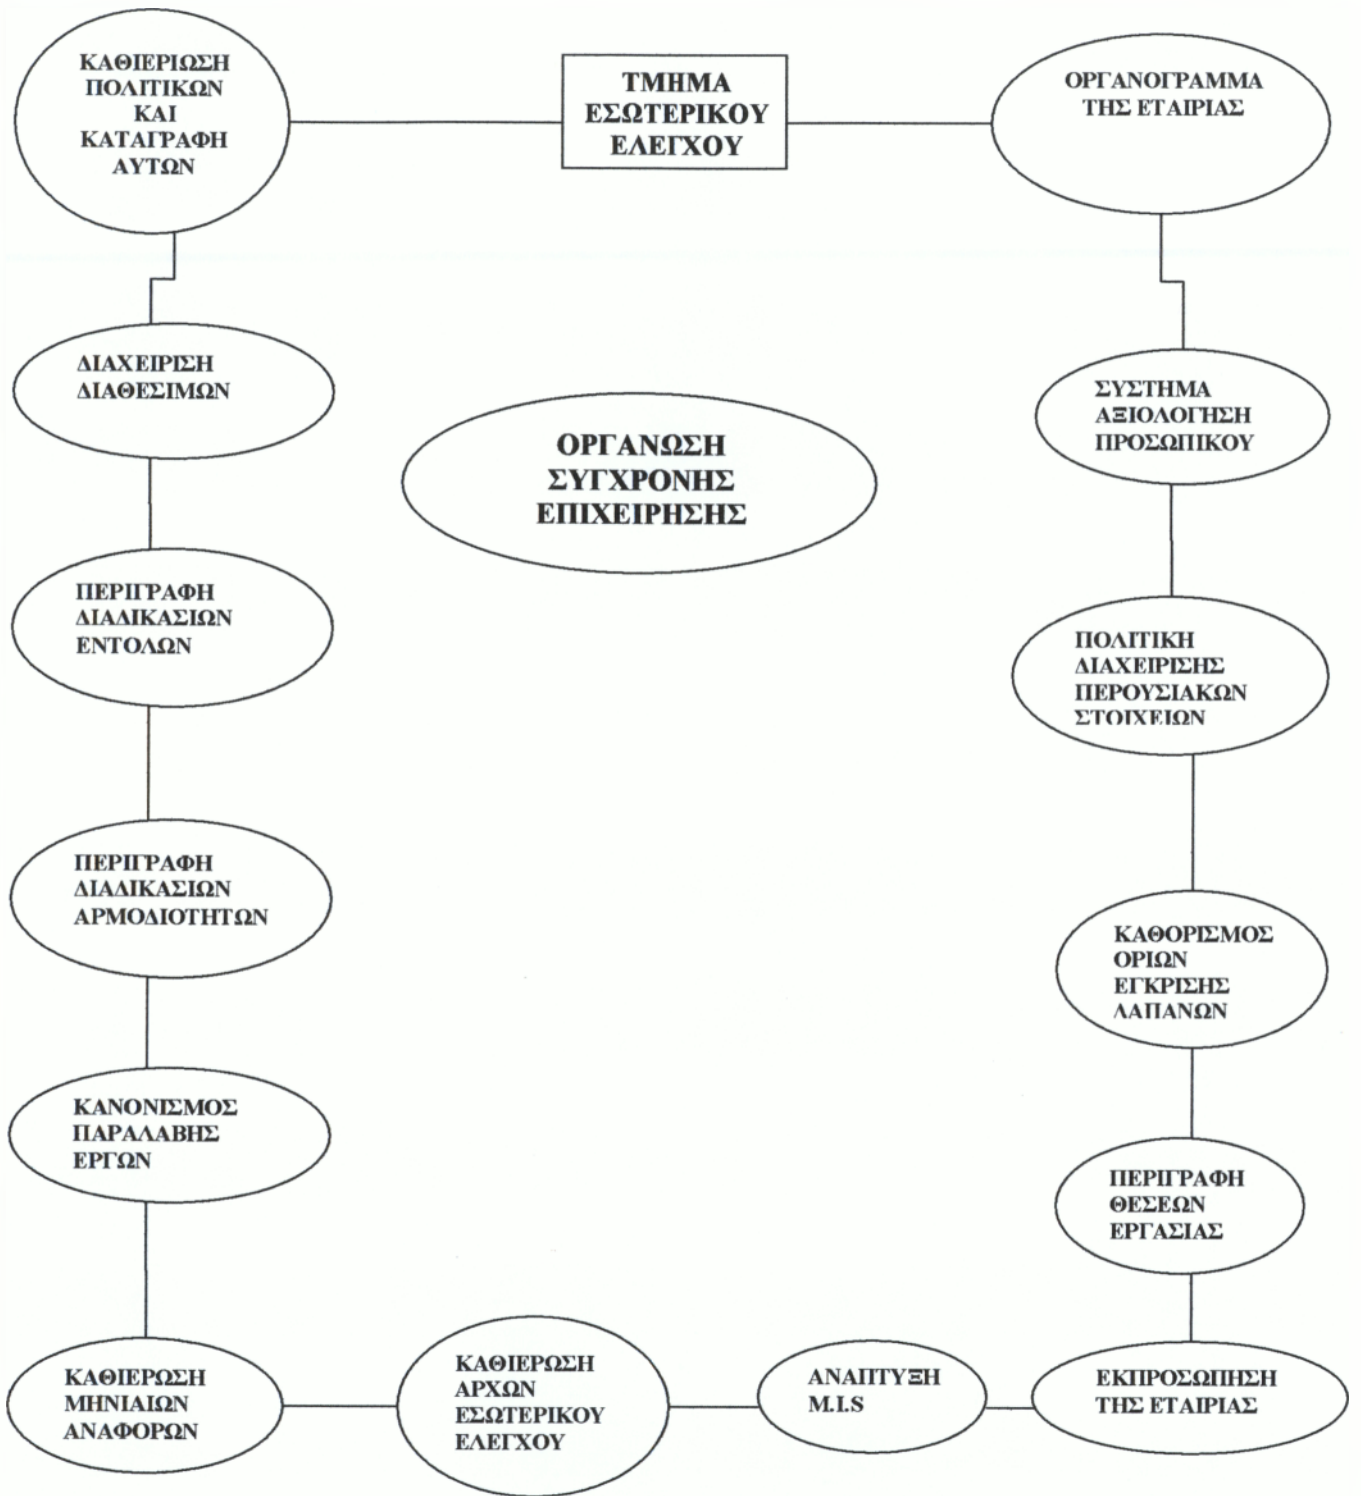 ΚΑΘΙΕΡΙΩΣΗ
ΠΟΛΙΤΙΚΩΝ
ΚΑΙ
ΚΑΤΑΓΡΑΦΗ
ΑΥΤΩΝ
ΤΜΗΜΑ
ΕΣΩΤΕΡΙΚΟΥ
ΕΛΕΓΧΟΥ
ΟΡΓΑΝΟΓΡΑΜΜΑ
ΤΗΣ ΕΤΑΙΡΙΑΣ
ΔΙΑΧΕΙΡΙΣΗ
ΔΙΑΘΕΣΙΜΩΝ
ΟΡΓΑΝΩΣΗ
ΣΥΓΧΡΟΝΗΣ
ΕΠΙΧΕΙΡΗΣΗΣ
ΣΥΣΤΗΜΑ
ΑΞΙΟΛΟΓΗΣΗ
ΠΡΟΣΩΠΙΚΟΥ
ΠΕΡΙΓΡΑΦΗ
ΔΙΑΔΙΚΑΣΙΩΝ
ΕΝΤΟΛΩΝ
ΠΟΛΙΤΙΚΗ
ΔΙΑΧΕΙΡΙΣΗΣ
ΠΕΡΟΥΣΙΑΚΩΝ
ΣΤΟΙΧΕΙΩΝ
ΠΕΡΙΓΡΑΦΗ
ΔΙΑΔΙΚΑΣΙΩΝ
ΑΡΜΟΔΙΟΤΗΤΩΝ
ΚΑΘΟΡΙΣΜΟΣ
ΟΡΙΩΝ
ΕΓΚΡΙΣΗΣ
ΔΑΠΑΝΩΝ
ΚΑΝΟΝΙΣΜΟΣ
ΠΑΡΑΛΑΒΗΣ
ΕΡΓΩΝ
ΠΕΡΙΓΡΑΦΗ
ΘΕΣΕΩΝ
ΕΡΓΑΣΙΑΣ
ΚΑΘΙΕΡΩΣΗ
ΜΗΝΙΑΙΩΝ
ΑΝΑΦΟΡΩΝ
ΚΑΘΙΕΡΩΣΗ
ΑΡΧΩΝ
ΕΣΩΤΕΡΙΚΟΥ
ΕΛΕΓΧΟΥ
ΑΝΑΠΤΥΞΗ
M.I.S
ΕΚΠΡΟΣΩΠΗΣΗ
ΤΗΣ ΕΤΑΙΡΙΑΣ